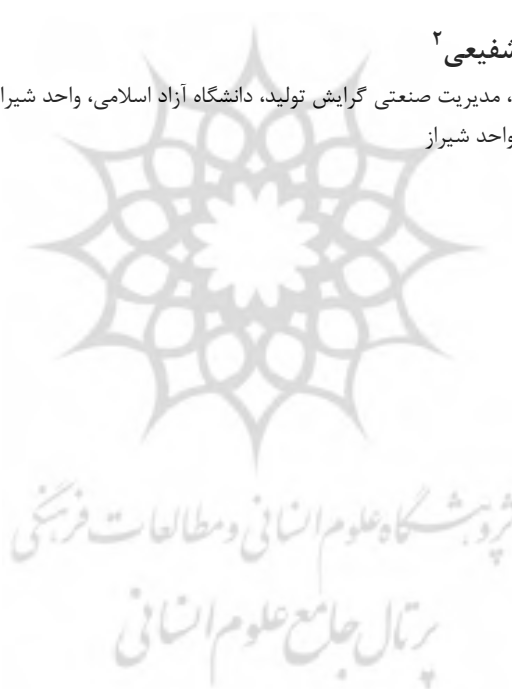 شفیعی۲
، مدیریت صنعتی گرایش تولید، دانشگاه آزاد اسلامی، واحد شیرا
واحد شیراز
پژوهشگاه علوم انسانی و مطالعات فرهنگی
پرتال جامع علوم انسانی